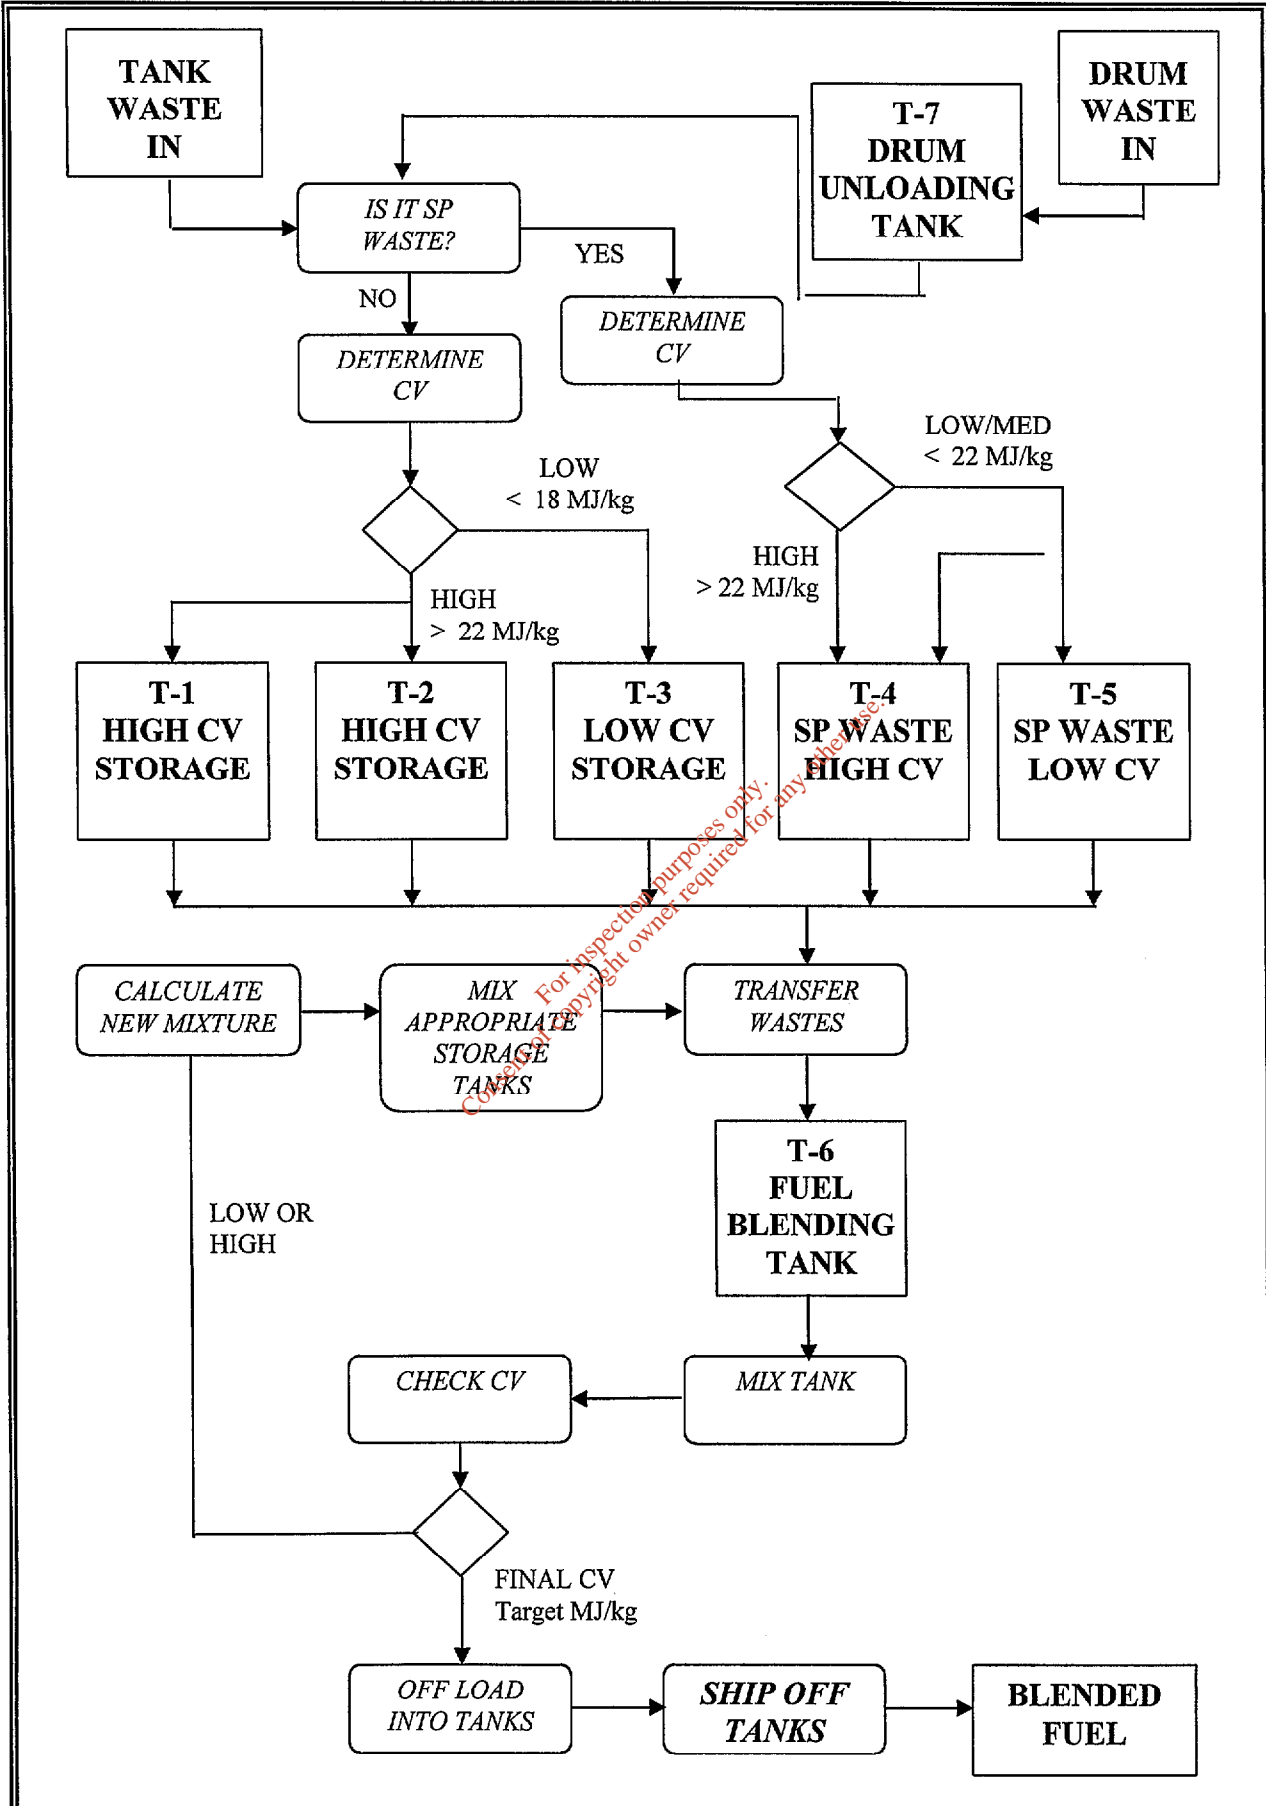 TANK
WASTE
IN
T-7
DRUM
UNLOADING
TANK
DRUM
WASTE
IN
IS IT SP
WASTE?
YES
NO
DETERMINE
CV
DETERMINE
CV
LOW
< 18 MJ/kg
LOW/MED
< 22 MJ/kg
HIGH
> 22 MJ/kg
HIGH
> 22 MJ/kg
T-1
HIGH CV
STORAGE
T-2
HIGH CV
STORAGE
T-3
LOW CV
STORAGE
T-4
SP WASTE
HIGH CV
T-5
SP WASTE
LOW CV
For inspection purposes only.
Consent of copyright owner required for any other use.
CALCULATE
NEW MIXTURE
MIX
APPROPRIATE
STORAGE
TANKS
TRANSFER
WASTES
T-6
FUEL
BLENDING
TANK
LOW OR
HIGH
CHECK CV
MIX TANK
FINAL CV
Target MJ/kg
OFF LOAD
INTO TANKS
SHIP OFF
TANKS
BLENDED
FUEL